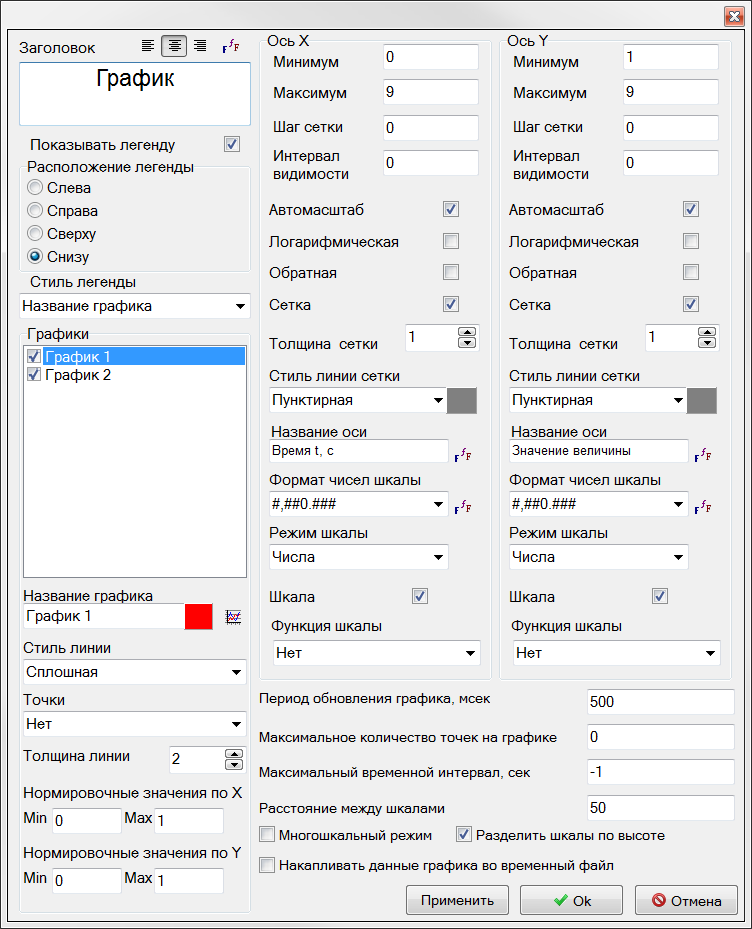 Заголовок
График
Показывать легенду
Расположение легенды
Слева
Справа
Сверху
Снизу
Стиль легенды
Название графика
Графики
График 1
График 2
Название графика
График 1
Стиль линии
Сплошная
Точки
Нет
Толщина линии 2
Нормировочные значения по X
Min 0 Max 1
Нормировочные значения по Y
Min 0 Max 1
Ось X
Минимум 0
Максимум 9
Шаг сетки 0
Интервал
видимости 0
Автомасштаб
Логарифмическая
Обратная
Сетка
Толщина сетки 1
Стиль линии сетки
Пунктирная
Название оси
Время t, с
Формат чисел шкалы
#,##0.###
Режим шкалы
Числа
Шкала
Функция шкалы
Нет
Ось Y
Минимум 1
Максимум 9
Шаг сетки 0
Интервал
видимости 0
Автомасштаб
Логарифмическая
Обратная
Сетка
Толщина сетки 1
Стиль линии сетки
Пунктирная
Название оси
Значение величины
Формат чисел шкалы
#,##0.###
Режим шкалы
Числа
Шкала
Функция шкалы
Нет
Период обновления графика, мсек 500
Максимальное количество точек на графике 0
Максимальный временной интервал, сек -1
Расстояние между шкалами 50
Многошкальный режим Разделить шкалы по высоте
Накапливать данные графика во временный файл
Применить Ok Отмена